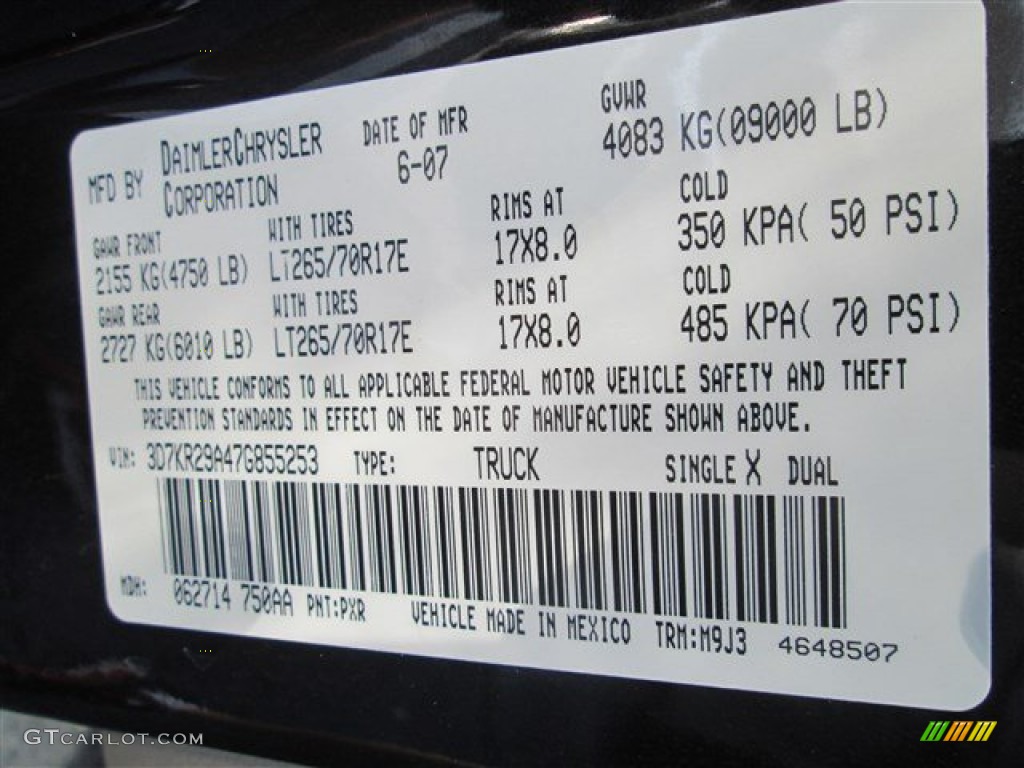 MFD BY DAIMLERCHRYSLER CORPORATION
DATE OF MFR 6-07
GVWR 4083 KG(09000 LB)
GAWR FRONT WITH TIRES RIMS AT COLD
2155 KG(4750 LB) LT265/70R17E 17X8.0 350 KPA( 50 PSI)
GAWR REAR WITH TIRES RIMS AT COLD
2727 KG(6010 LB) LT265/70R17E 17X8.0 485 KPA( 70 PSI)
THIS VEHICLE CONFORMS TO ALL APPLICABLE FEDERAL MOTOR VEHICLE SAFETY AND THEFT
PREVENTION STANDARDS IN EFFECT ON THE DATE OF MANUFACTURE SHOWN ABOVE.
VIN: 3D7KR29A47G855253 TYPE: TRUCK SINGLE X DUAL
MDH: 062714 750AA PNT:PXR VEHICLE MADE IN MEXICO TRM:M9J3 4648507
GTCARLOT.COM